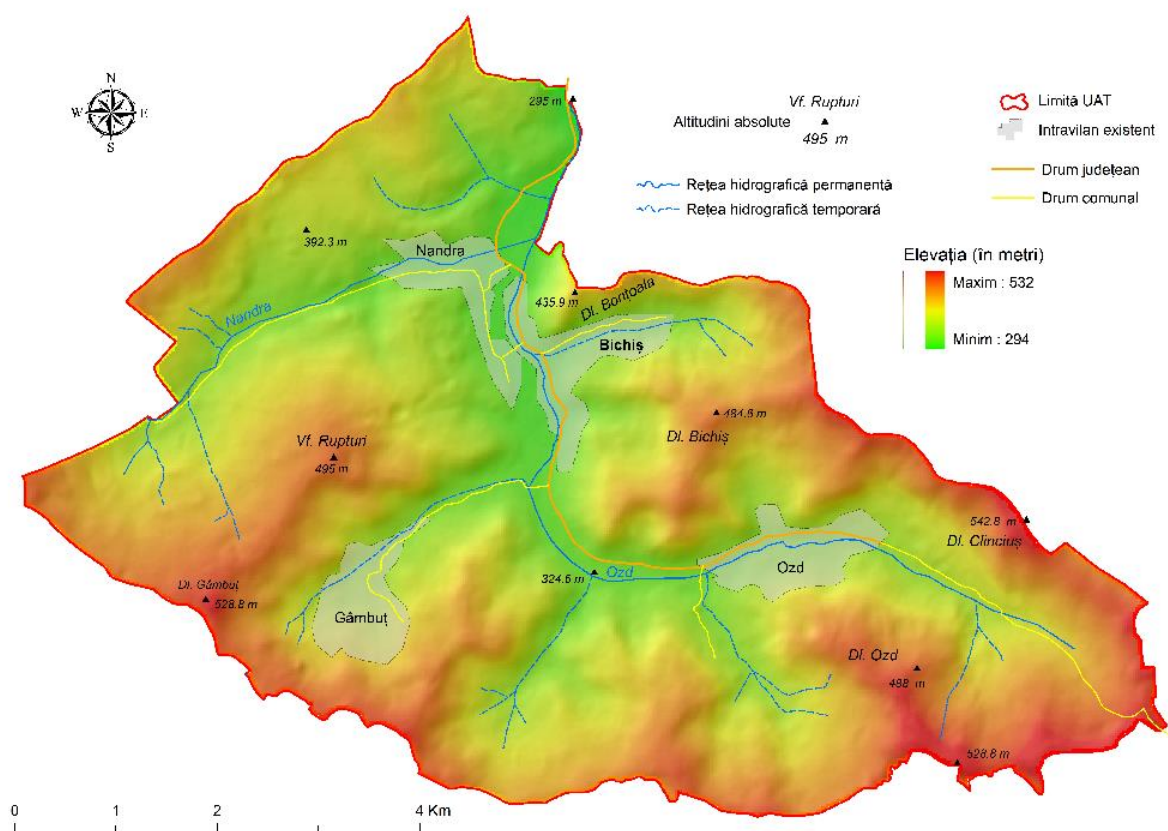 N
W E
S
295 m
Vf. Rupturi
Altitudini absolute
495 m
Limită UAT
Intravilan existent
Rețea hidrografică permanentă
Rețea hidrografică temporară
Drum județean
Drum comunal
Elevația (în metri)
Maxim : 532
Minim : 294
392.3 m
Nandra
Nandra
435.9 m
Dl. Bonțoala
Bichiș
484.6 m
Dl. Bichiș
Vf. Rupturi
495 m
542.8 m
Dl. Clinciuș
Ozd
324.6 m
Ozd
Dl. Gâmbuț
528.8 m
Gâmbuț
Dl. Ozd
488 m
528.8 m
0 1 2 4 Km